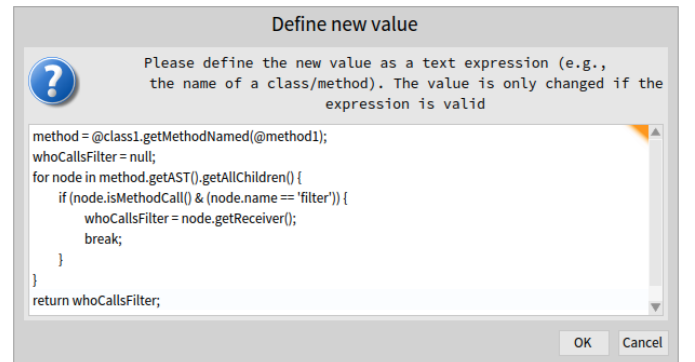 Define new value
Please define the new value as a text expression (e.g.,
the name of a class/method). The value is only changed if the
expression is valid
method = @class1.getMethodNamed(@method1);
whoCallsFilter = null;
for node in method.getAST().getAllChildren() {
if (node.isMethodCall() & (node.name == 'filter')) {
whoCallsFilter = node.getReceiver();
break;
}
}
return whoCallsFilter;
OK Cancel